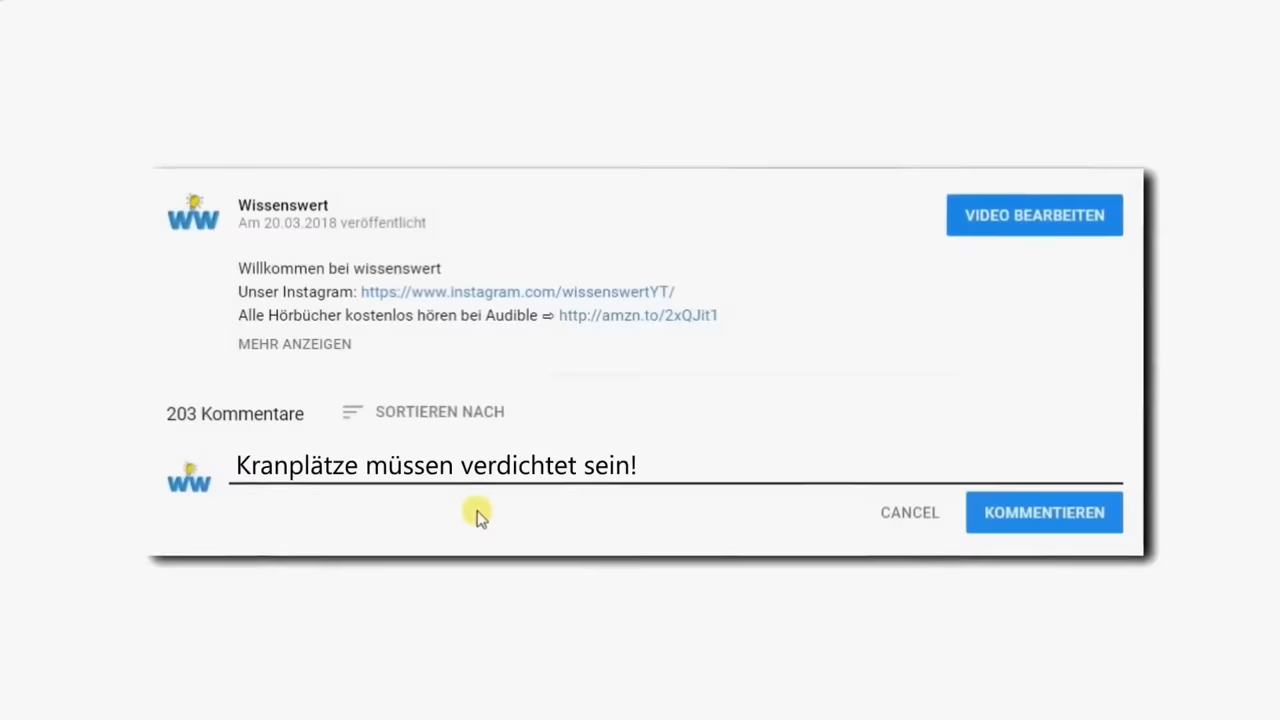 WW
Wissenswert
Am 20.03.2018 veröffentlicht
VIDEO BEARBEITEN
Willkommen bei wissenswert
Unser Instagram: https://www.instagram.com/wissenswertYT/
Alle Hörbücher kostenlos hören bei Audible ⇨ http://amzn.to/2xQJit1
MEHR ANZEIGEN
203 Kommentare
SORTIEREN NACH
WW
Kranplätze müssen verdichtet sein!
CANCEL
KOMMENTIEREN